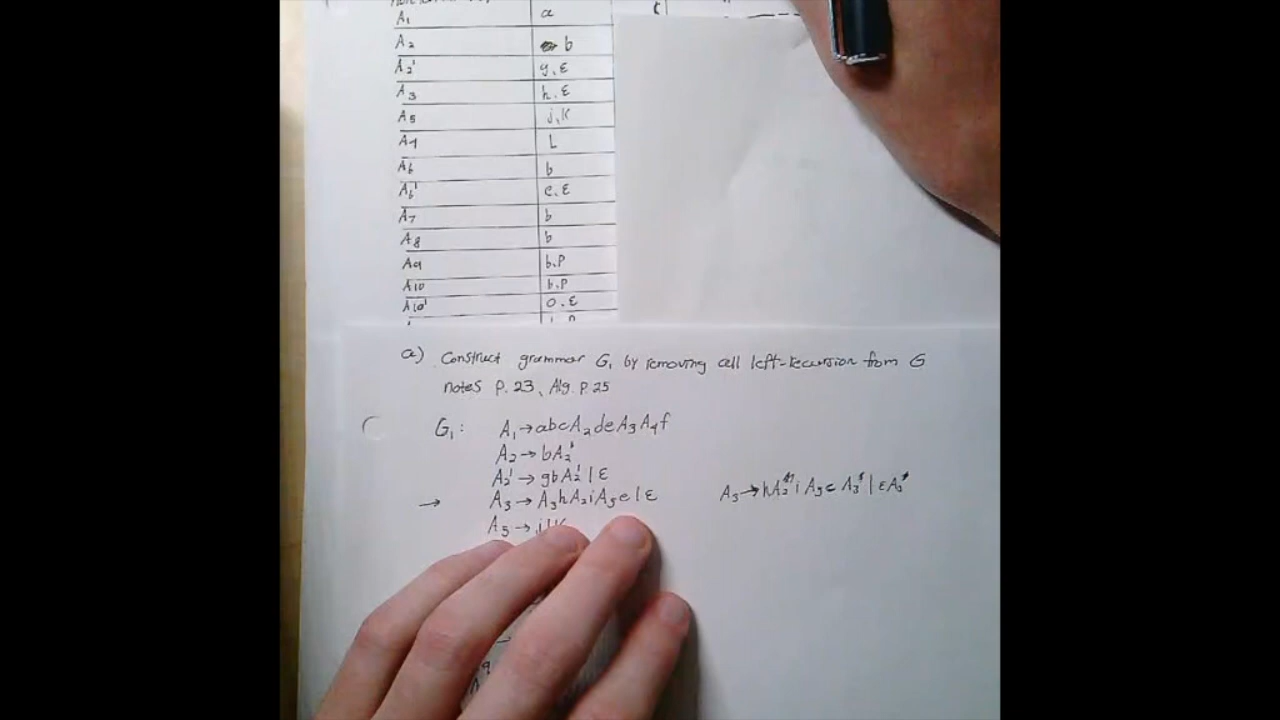 A₁ a
A₂ b
A₂' g, ε
A₃ h, ε
A₅ j, K
A₄ L
A₆ b
A₆' c, ε
A₇ b
A₈ b
A₉ b, P
A₁₀ b, P
A₁₀' o, ε
a) Construct grammar G₁ by removing all left-recursion from G
notes P. 23, Alg. P. 25
G₁: A₁ → abcA₂deA₃A₄f
A₂ → bA₂'
A₂' → gbA₂' | ε
→ A₃ → A₃hA₂iA₅e | ε
A₃ → hA₂ iA₅e A₃' | εA₃'
A₅ → j | K